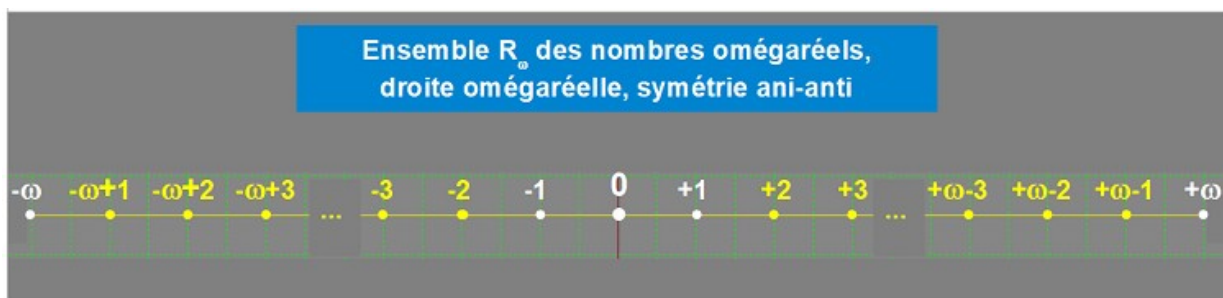 Ensemble R_ω des nombres omégaréels,
droite omégaréelle, symétrie ani-anti
-ω -ω+1 -ω+2 -ω+3 ... -3 -2 -1 0 +1 +2 +3 ... +ω-3 +ω-2 +ω-1 +ω